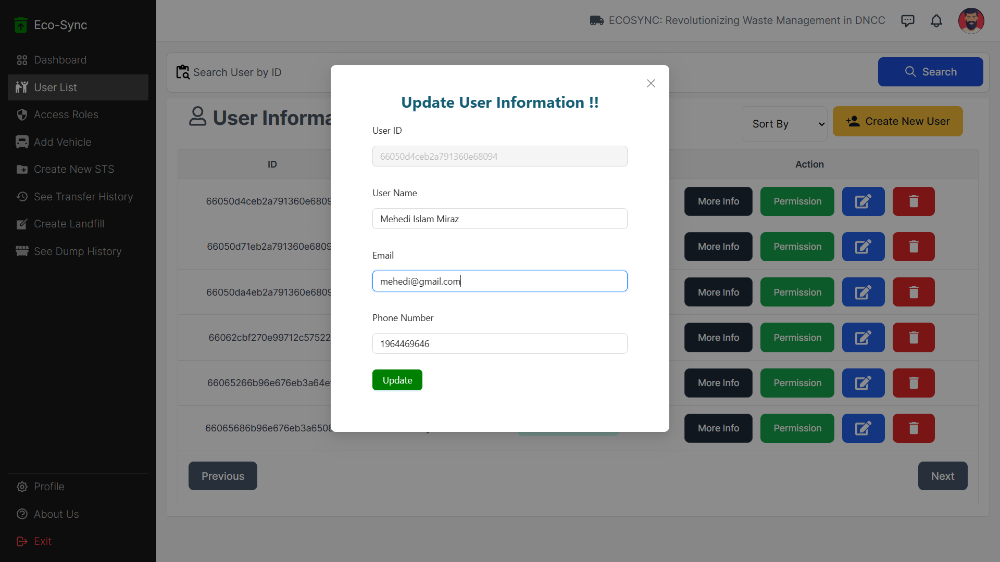 Eco-Sync
ECOSYNC: Revolutionizing Waste Management in DNCC
Dashboard
User List
Access Roles
Add Vehicle
Create New STS
See Transfer History
Create Landfill
See Dump History
Profile
About Us
Exit
Search User by ID
Search
User Informa
Sort By
Create New User
ID
Action
66050d4ceb2a791360e6809
More Info
Permission
66050d71eb2a791360e6809
More Info
Permission
66050da4eb2a791360e6809
More Info
Permission
66062cbf270e99712c57522
More Info
Permission
66065266b96e676eb3a64e
More Info
Permission
66065686b96e676eb3a650
More Info
Permission
Previous
Next
Update User Information !!
User ID
66050d4ceb2a791360e68094
User Name
Mehedi Islam Miraz
Email
mehedi@gmail.com
Phone Number
1964469646
Update